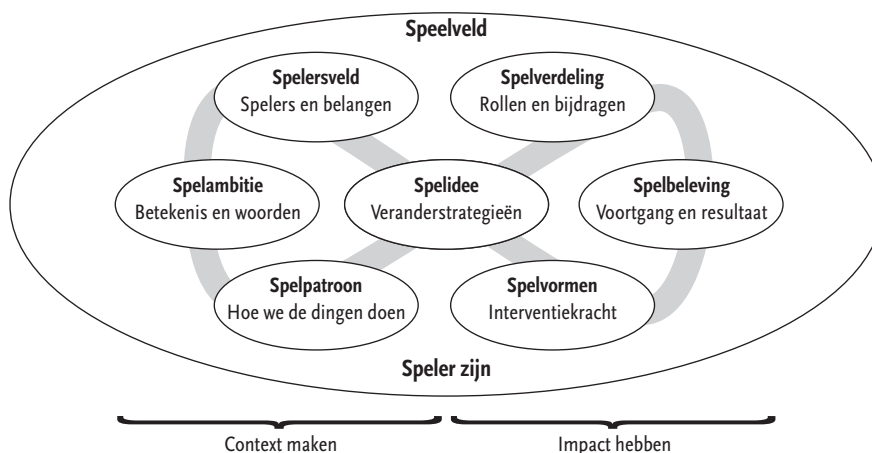 Speelveld
Spelersveld
Spelers en belangen
Spelverdeling
Rollen en bijdragen
Spelambitie
Betekenis en woorden
Spelidee
Veranderstrategieën
Spelbeleving
Voortgang en resultaat
Spelpatroon
Hoe we de dingen doen
Spelvormen
Interventiekracht
Speler zijn
Context maken
Impact hebben